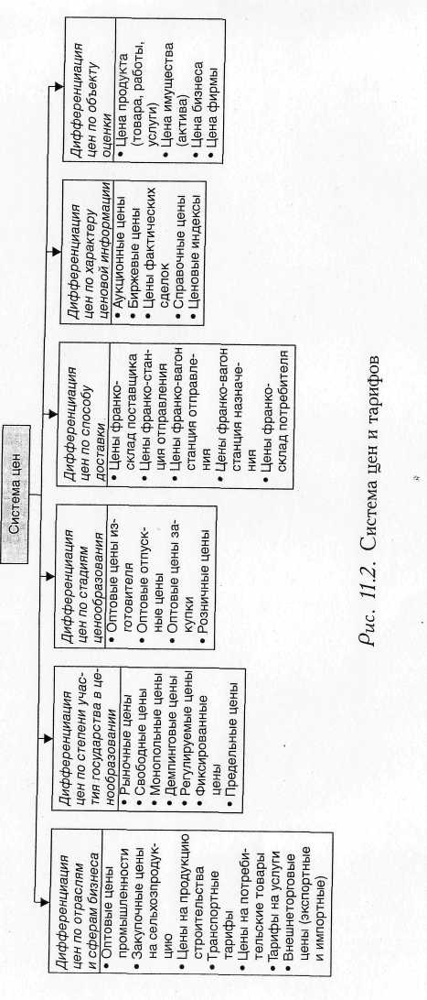 Система цен
Дифференциация
цен по отраслям
и сферам бизнеса
• Оптовые цены
промышленности
• Закупочные цены
на сельхозпродук-
цию
• Цены на продукцию
строительства
• Транспортные
тарифы
• Цены на потреби-
тельские товары
• Тарифы на услуги
• Внешнеторговые
цены (экспортные
и импортные)
Дифференциация
цен по степени учас-
тия государства в це-
нообразовании
• Рыночные цены
• Свободные цены
• Монопольные цены
• Демпинговые цены
• Регулируемые цены
• Фиксированные
цены
• Предельные цены
Дифференциация
цен по стадиям
ценообразования
• Оптовые цены из-
готовителя
• Оптовые отпуск-
ные цены
• Оптовые цены за-
купки
• Розничные цены
Дифференциация
цен по способу
доставки
• Цены франко-
склад поставщика
• Цены франко-стан-
ция отправления
• Цены франко-вагон
станция отправле-
ния
• Цены франко-вагон
станция назначе-
ния
• Цены франко-
склад потребителя
Дифференциация
цен по характеру
ценовой информации
• Аукционные цены
• Биржевые цены
• Цены фактических
сделок
• Справочные цены
• Ценовые индексы
Дифференциация
цен по объекту
оценки
• Цена продукта
(товара, работы,
услуги)
• Цена имущества
(актива)
• Цена бизнеса
• Цена фирмы
Рис. 11.2. Система цен и тарифов